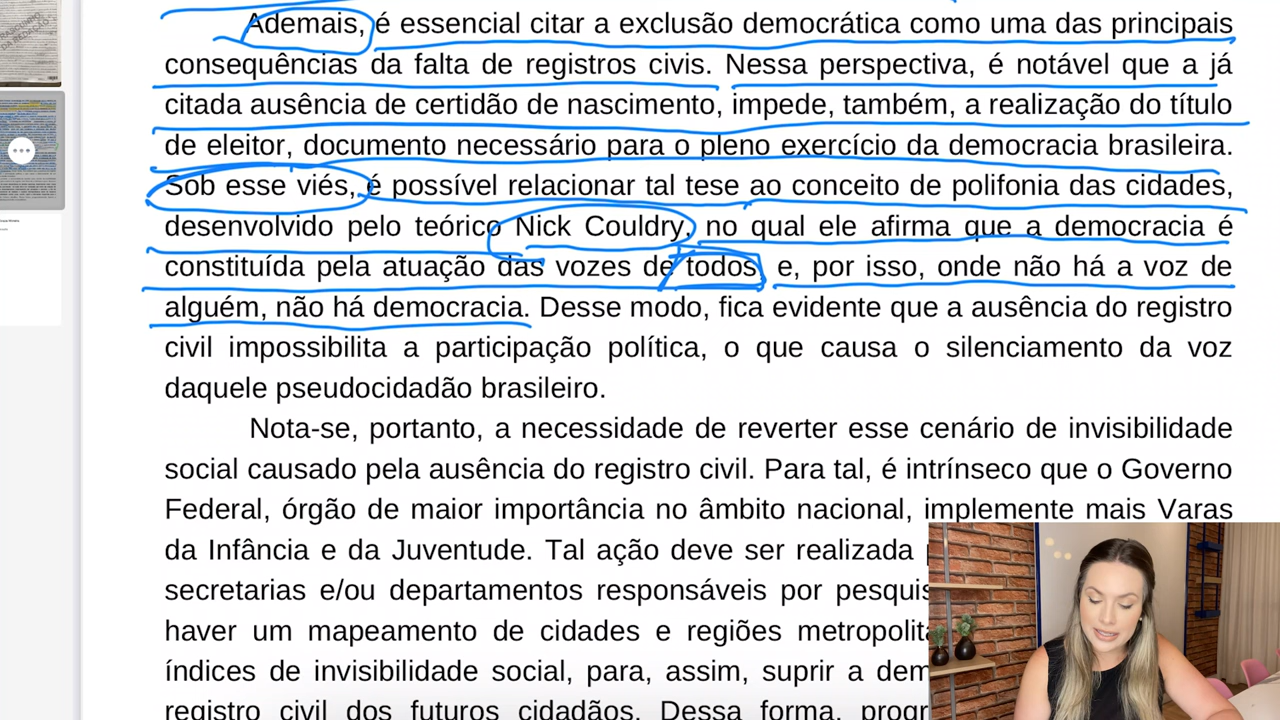 Ademais, é essencial citar a exclusão democrática como uma das principais
consequências da falta de registros civis. Nessa perspectiva, é notável que a já
citada ausência de certidão de nascimento, impede, também, a realização do título
de eleitor, documento necessário para o pleno exercício da democracia brasileira.
Sob esse viés, é possível relacionar tal tese ao conceito de polifonia das cidades,
desenvolvido pelo teórico Nick Couldry, no qual ele afirma que a democracia é
constituída pela atuação das vozes de todos, e, por isso, onde não há a voz de
alguém, não há democracia. Desse modo, fica evidente que a ausência do registro
civil impossibilita a participação política, o que causa o silenciamento da voz
daquele pseudocidadão brasileiro.
Nota-se, portanto, a necessidade de reverter esse cenário de invisibilidade
social causado pela ausência do registro civil. Para tal, é intrínseco que o Governo
Federal, órgão de maior importância no âmbito nacional, implemente mais Varas
da Infância e da Juventude. Tal ação deve ser realizada
secretarias e/ou departamentos responsáveis por
haver um mapeamento de cidades e regiões
índices de invisibilidade social, para, assim, suprir a
registro civil dos futuros cidadãos. Dessa forma,